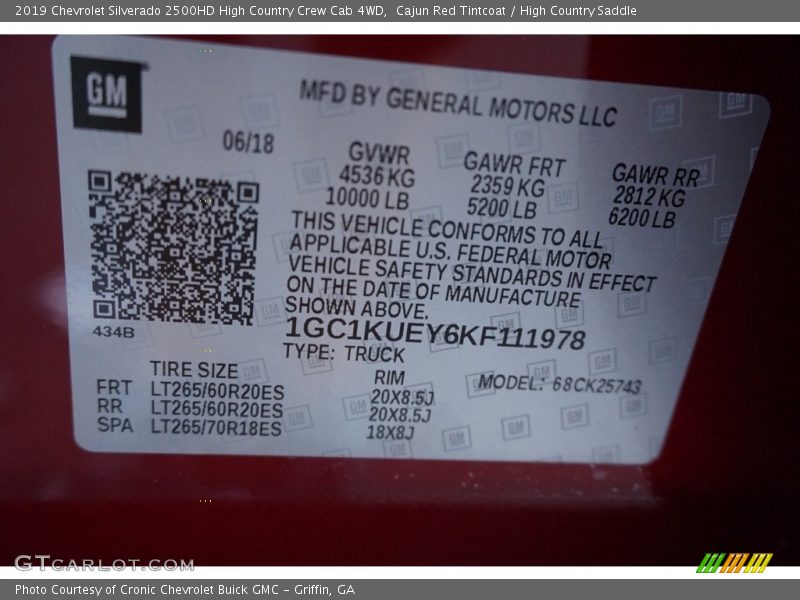 2019 Chevrolet Silverado 2500HD High Country Crew Cab 4WD, Cajun Red Tintcoat / High Country Saddle
GM
MFD BY GENERAL MOTORS LLC
06/18
GVWR GAWR FRT GAWR RR
4536 KG 2359 KG 2812 KG
10000 LB 5200 LB 6200 LB
THIS VEHICLE CONFORMS TO ALL
APPLICABLE U.S. FEDERAL MOTOR
VEHICLE SAFETY STANDARDS IN EFFECT
ON THE DATE OF MANUFACTURE
SHOWN ABOVE.
434B
1GC1KUEY6KF111978
TYPE: TRUCK
TIRE SIZE RIM MODEL: 68CK25743
FRT LT265/60R20ES 20X8.5J
RR LT265/60R20ES 20X8.5J
SPA LT265/70R18ES 18X8J
GTCARLOT.COM
Photo Courtesy of Cronic Chevrolet Buick GMC – Griffin, GA